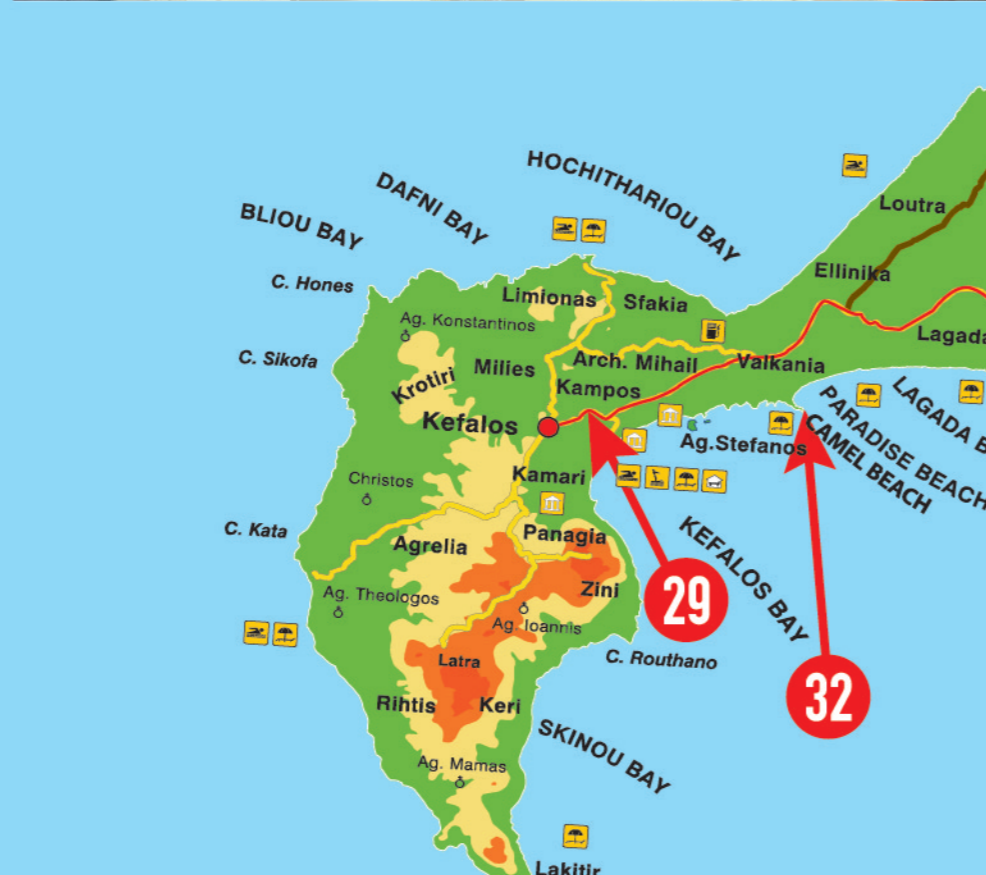 HOCHITHARIOU BAY
DAFNI BAY
BLIOU BAY
Loutra
Ellinika
C. Hones
Limionas
Sfakia
Ag. Konstantinos
Lagada
C. Sikofa
Milies
Arch. Mihail
Valkania
Krotiri
Kampos
LAGADA B
PARADISE BEACH
CAMEL BEACH
Kefalos
Ag.Stefanos
Christos
Kamari
C. Kata
Agrelia
Panagia
KEFALOS BAY
Zini
29
Ag. Theologos
Ag. Ioannis
Latra
C. Routhano
32
Rihtis
Keri
SKINOU BAY
Ag. Mamas
Lakitir